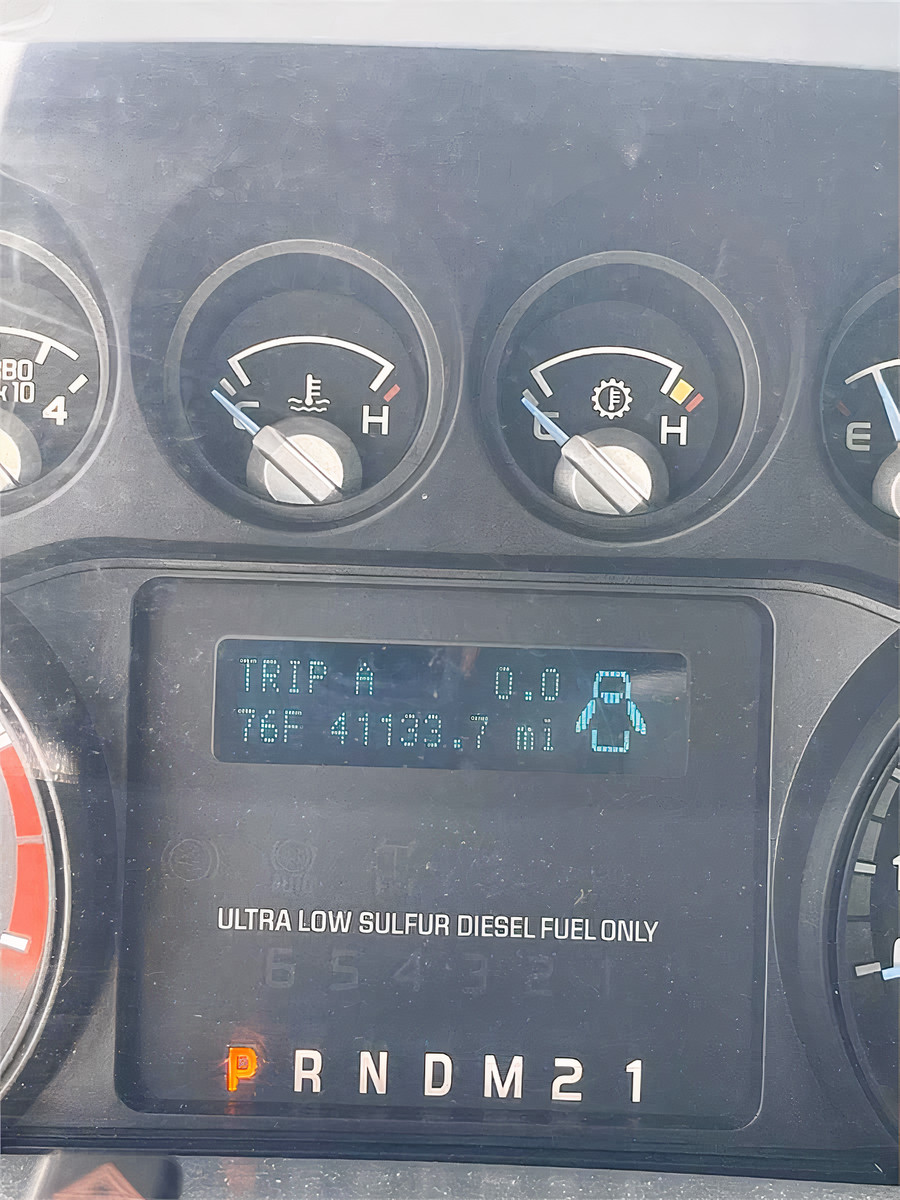 BO
x10
4
C
H
C
H
E
TRIP A 0.0
76F 41133.7 mi
ULTRA LOW SULFUR DIESEL FUEL ONLY
6 5 4 3 2 1
P R N D M 2 1